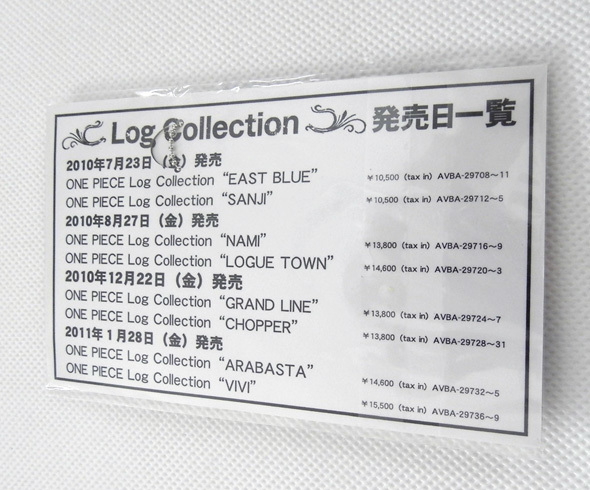 Log Collection 発売日一覧
2010年7月23日（金）発売
ONE PIECE Log Collection “EAST BLUE” ￥10,500（tax in）AVBA-29708～11
ONE PIECE Log Collection “SANJI” ￥10,500（tax in）AVBA-29712～5
2010年8月27日（金）発売
ONE PIECE Log Collection “NAMI” ￥13,800（tax in）AVBA-29716～9
ONE PIECE Log Collection “LOGUE TOWN” ￥14,600（tax in）AVBA-29720～3
2010年12月22日（金）発売
ONE PIECE Log Collection “GRAND LINE” ￥13,800（tax in）AVBA-29724～7
ONE PIECE Log Collection “CHOPPER” ￥13,800（tax in）AVBA-29728～31
2011年1月28日（金）発売
ONE PIECE Log Collection “ARABASTA” ￥14,600（tax in）AVBA-29732～5
ONE PIECE Log Collection “VIVI” ￥15,500（tax in）AVBA-29736～9